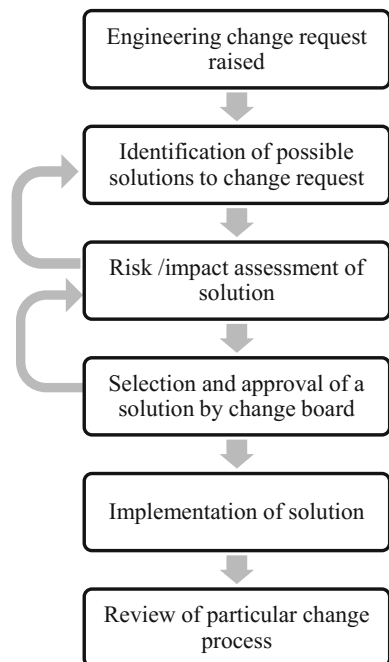 Engineering change request
raised
Identification of possible
solutions to change request
Risk /impact assessment of
solution
Selection and approval of a
solution by change board
Implementation of solution
Review of particular change
process